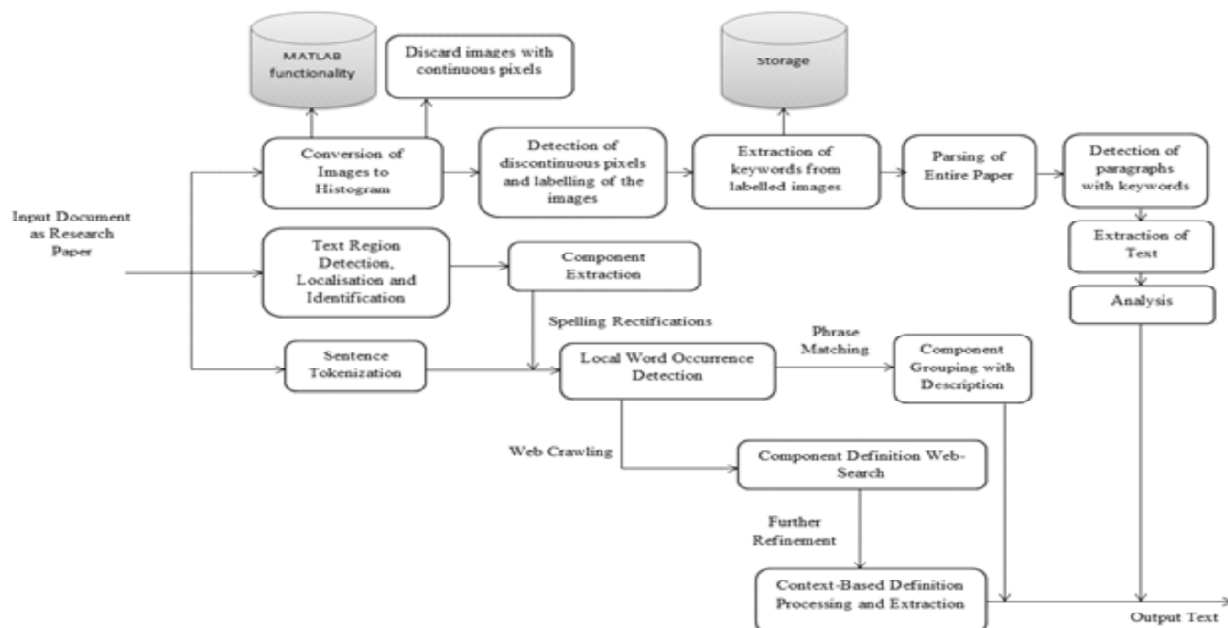 MATLAB
functionality
Discard images with
continuous pixels
Storage
Conversion of
Images to
Histogram
Detection of
discontinuous pixels
and labelling of the
images
Extraction of
keywords from
labelled images
Parsing of
Entire Paper
Detection of
paragraphs
with keywords
Input Document
as Research
Paper
Text Region
Detection,
Localisation and
Identification
Component
Extraction
Extraction of
Text
Analysis
Spelling Rectifications
Sentence
Tokenization
Local Word Occurrence
Detection
Phrase
Matching
Component
Grouping with
Description
Web Crawling
Component Definition Web-
Search
Further
Refinement
Context-Based Definition
Processing and Extraction
Output Text